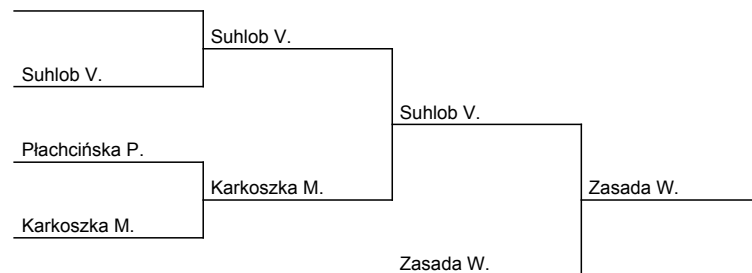 Suhlob V.
Suhlob V.
Suhlob V.
Płachcińska P.
Karkoszka M.
Zasada W.
Karkoszka M.
Zasada W.